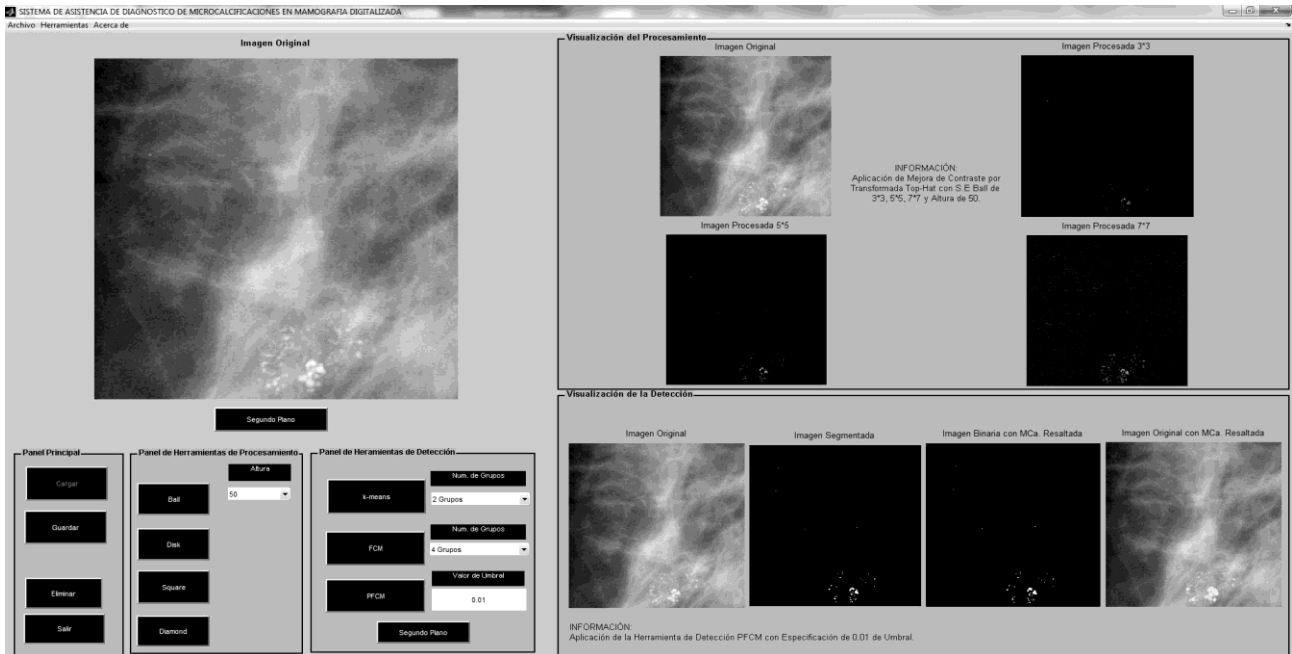 SISTEMA DE ASISTENCIA DE DIAGNOSTICO DE MICROCALCIFICACIONES EN MAMOGRAFIA DIGITALIZADA
Archivo Herramientas Acerca de
Imagen Original
Segundo Plano
Panel Principal
Cargar
Guardar
Eliminar
Salir
Panel de Herramientas de Procesamiento
Altura
50
Ball
Disk
Square
Diamond
Panel de Heramientas de Detección
Num. de Grupos
k-means
2 Grupos
Num. de Grupos
FCM
4 Grupos
Valor de Umbral
PFCM
0.01
Segundo Plano
Visualización del Procesamiento
Imagen Original
Imagen Procesada 3*3
INFORMACIÓN:
Aplicación de Mejora de Contraste por
Transformada Top-Hat con S.E Ball de
3*3, 5*5, 7*7 y Altura de 50.
Imagen Procesada 5*5
Imagen Procesada 7*7
Visualización de la Detección
Imagen Original
Imagen Segmentada
Imagen Binaria con MCa. Resaltada
Imagen Original con MCa. Resaltada
INFORMACIÓN:
Aplicación de la Herramienta de Detección PFCM con Especificación de 0.01 de Umbral.